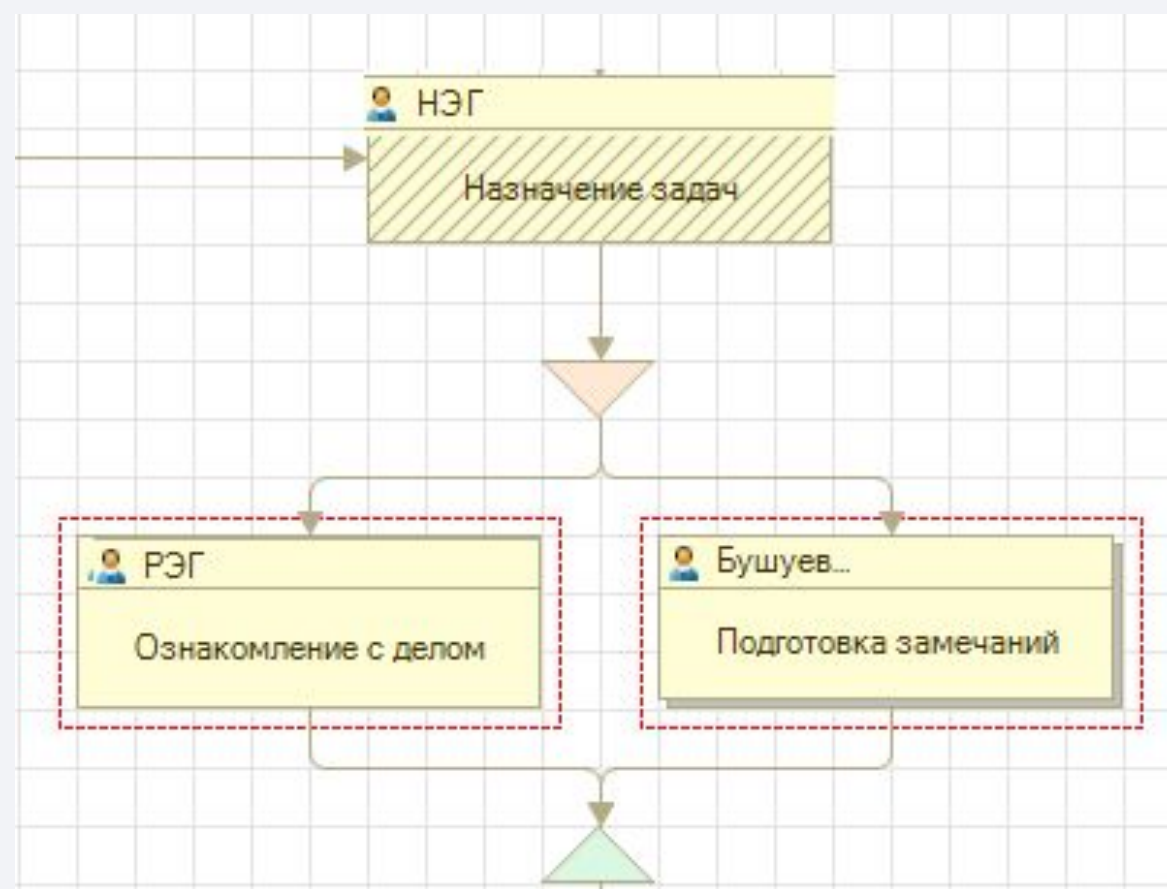 НЭГ
Назначение задач
РЭГ
Бушуев...
Ознакомление с делом
Подготовка замечаний